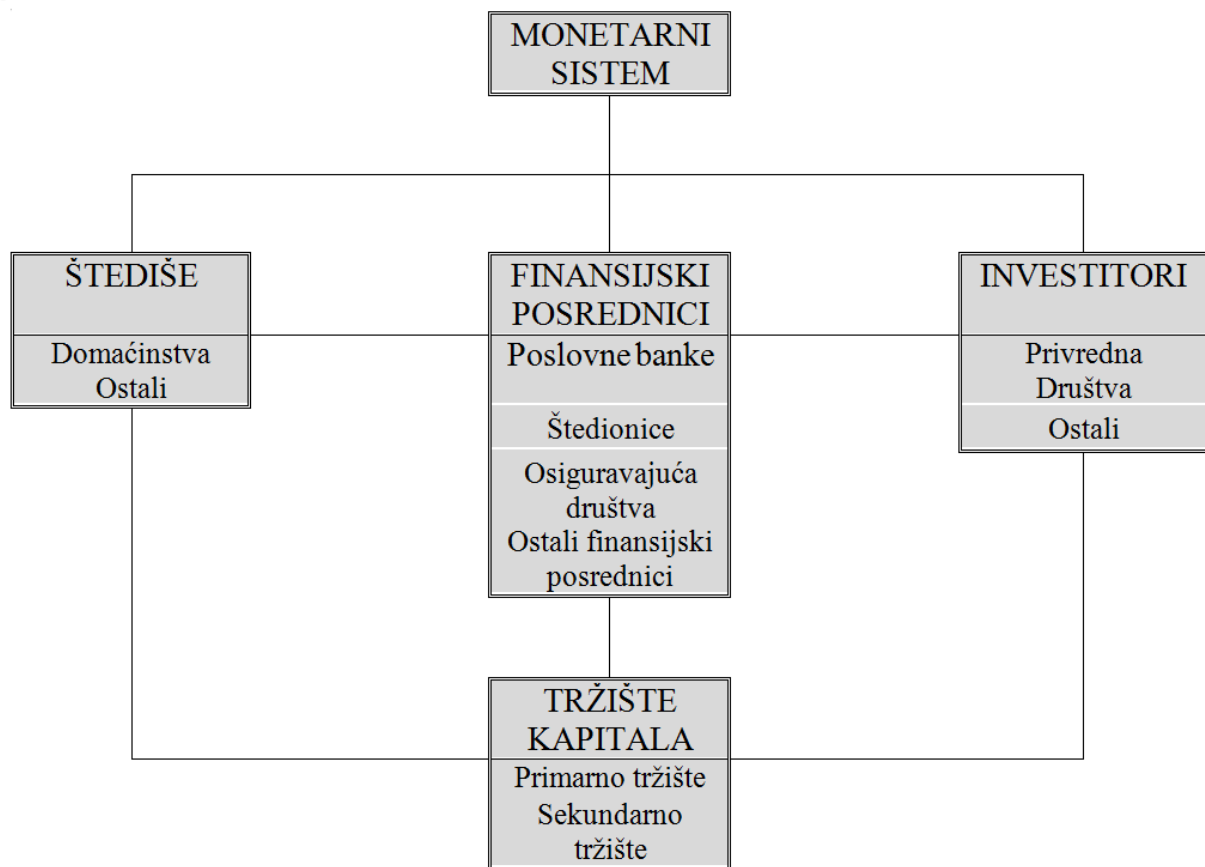 MONETARNI
SISTEM
ŠTEDIŠE
Domaćinstva
Ostali
FINANSIJSKI
POSREDNICI
Poslovne banke
Štedionice
Osiguravajuća
društva
Ostali finansijski
posrednici
INVESTITORI
Privredna
Društva
Ostali
TRŽIŠTE
KAPITALA
Primarno tržište
Sekundarno
tržište